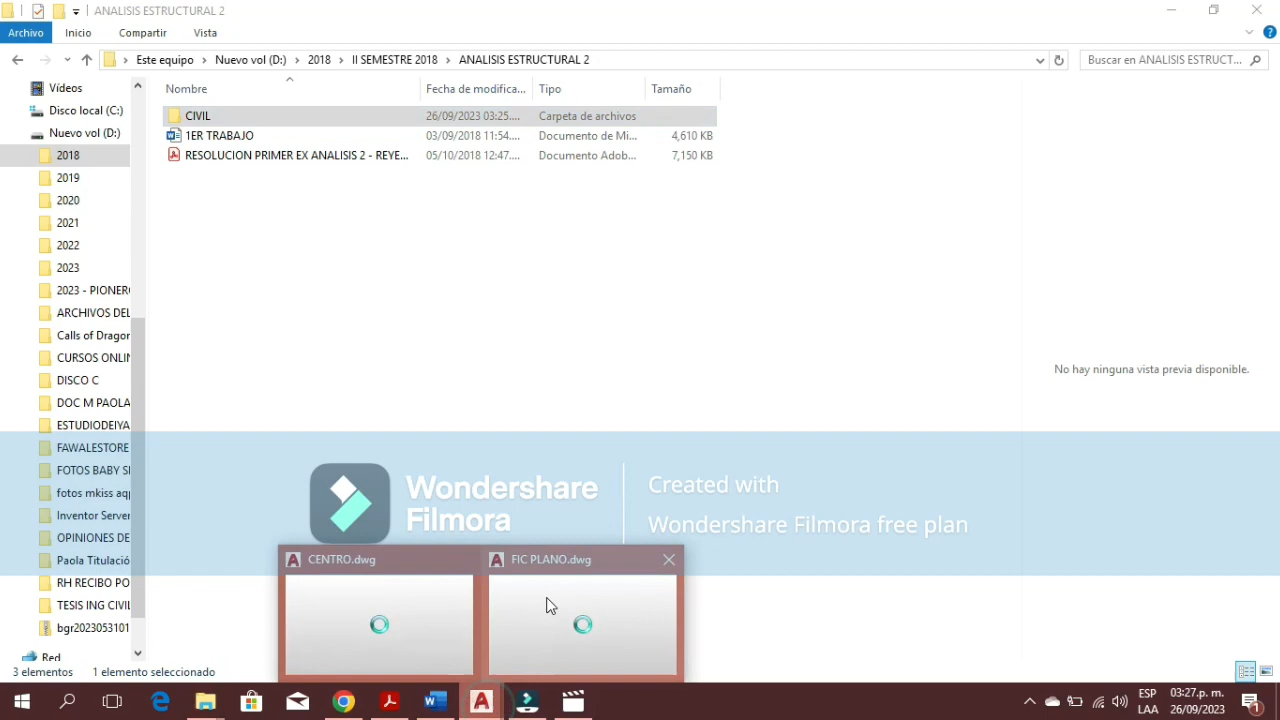 ANALISIS ESTRUCTURAL 2
Archivo Inicio Compartir Vista
Este equipo Nuevo vol (D:) 2018 II SEMESTRE 2018 ANALISIS ESTRUCTURAL 2
Buscar en ANALISIS ESTRUCT...
Nombre Fecha de modifica... Tipo Tamaño
Vídeos
Disco local (C:)
Nuevo vol (D:)
2018
2019
2020
2021
2022
2023
2023 - PIONER
ARCHIVOS DEL
Calls of Dragor
CURSOS ONLIN
DISCO C
DOC M PAOLA
ESTUDIODEIYA
FAWALESTORE
FOTOS BABY SI
fotos mkiss aqp
Inventor Server
OPINIONES DE
Paola Titulació
RH RECIBO PO
TESIS ING CIVIL
bgr2023053101
Red
CIVIL 26/09/2023 03:25.... Carpeta de archivos
1ER TRABAJO 03/09/2018 11:54.... Documento de Mi... 4,610 KB
RESOLUCION PRIMER EX ANALISIS 2 - REYE... 05/10/2018 12:47.... Documento Adob... 7,150 KB
No hay ninguna vista previa disponible.
Wondershare
Filmora
Created with
Wondershare Filmora free plan
CENTRO.dwg FIC PLANO.dwg
3 elementos 1 elemento seleccionado
ESP
LAA
03:27 p. m.
26/09/2023
1